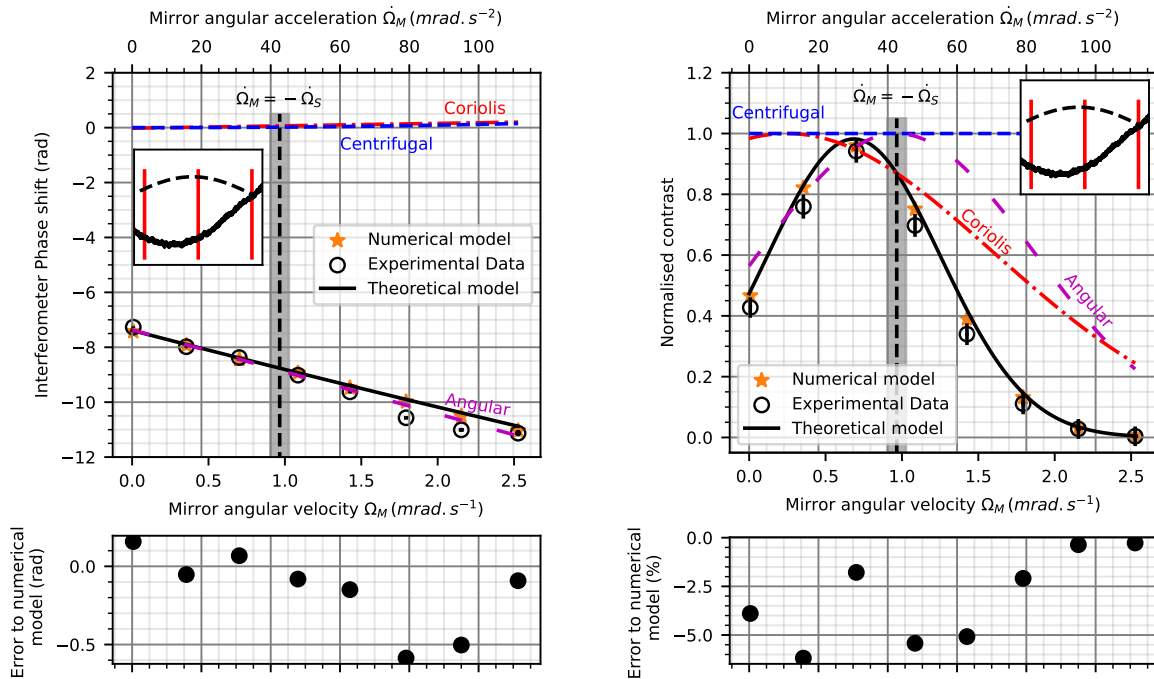 Mirror angular acceleration Ω̇_M (mrad.s⁻²)
0 20 40 60 80 100
Ω̇_M = −Ω̇_S
Coriolis
Centrifugal
Numerical model
Experimental Data
Theoretical model
Angular
Interferometer Phase shift (rad)
2
0
−2
−4
−6
−8
−10
−12
0.0 0.5 1.0 1.5 2.0 2.5
Mirror angular velocity Ω_M (mrad.s⁻¹)
Error to numerical
model (rad)
0.0
−0.5
Mirror angular acceleration Ω̇_M (mrad.s⁻²)
0 20 40 60 80 100
Ω̇_M = −Ω̇_S
Centrifugal
Coriolis
Angular
Numerical model
Experimental Data
Theoretical model
Normalised contrast
1.2
1.0
0.8
0.6
0.4
0.2
0.0
0.0 0.5 1.0 1.5 2.0 2.5
Mirror angular velocity Ω_M (mrad.s⁻¹)
Error to numerical
model (%)
0.0
−2.5
−5.0